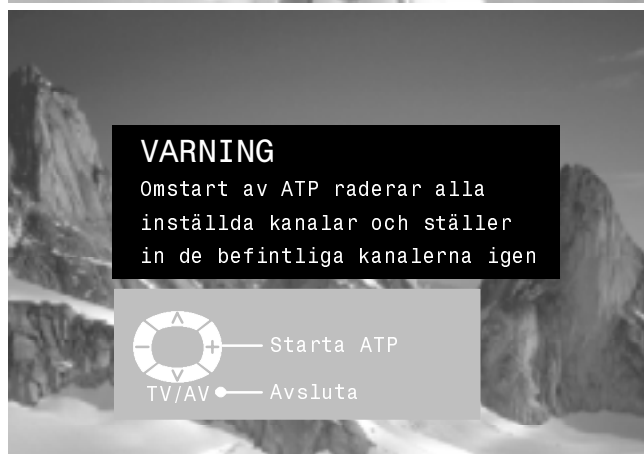 VARNING
Omstart av ATP raderar alla
inställda kanalar och ställer
in de befintliga kanalerna igen
Starta ATP
TV/AV Avsluta